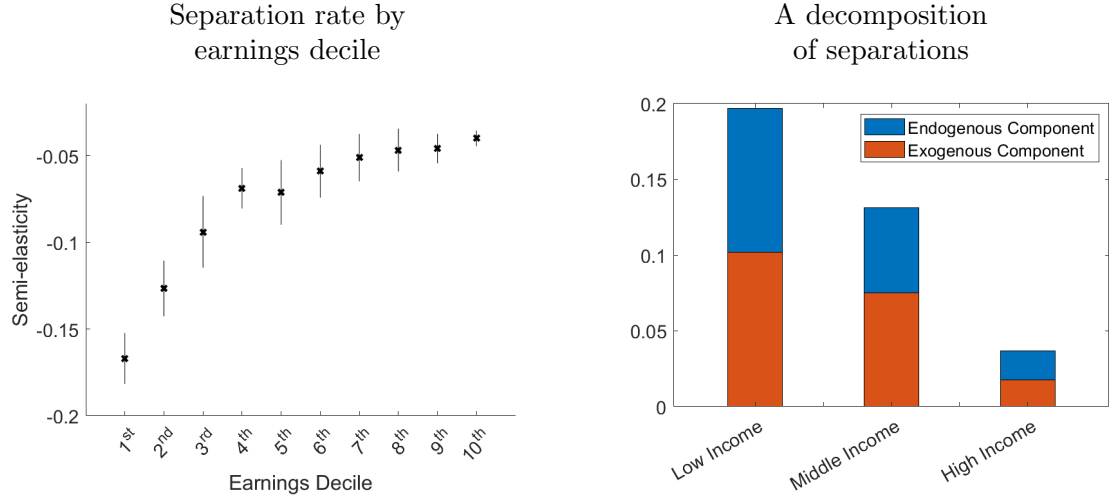 Separation rate by
earnings decile
-0.05
-0.1
-0.15
-0.2
Semi-elasticity
1st
2nd
3rd
4th
5th
6th
7th
8th
9th
10th
Earnings Decile
A decomposition
of separations
0.2
0.15
0.1
0.05
0
Endogenous Component
Exogenous Component
Low Income
Middle Income
High Income